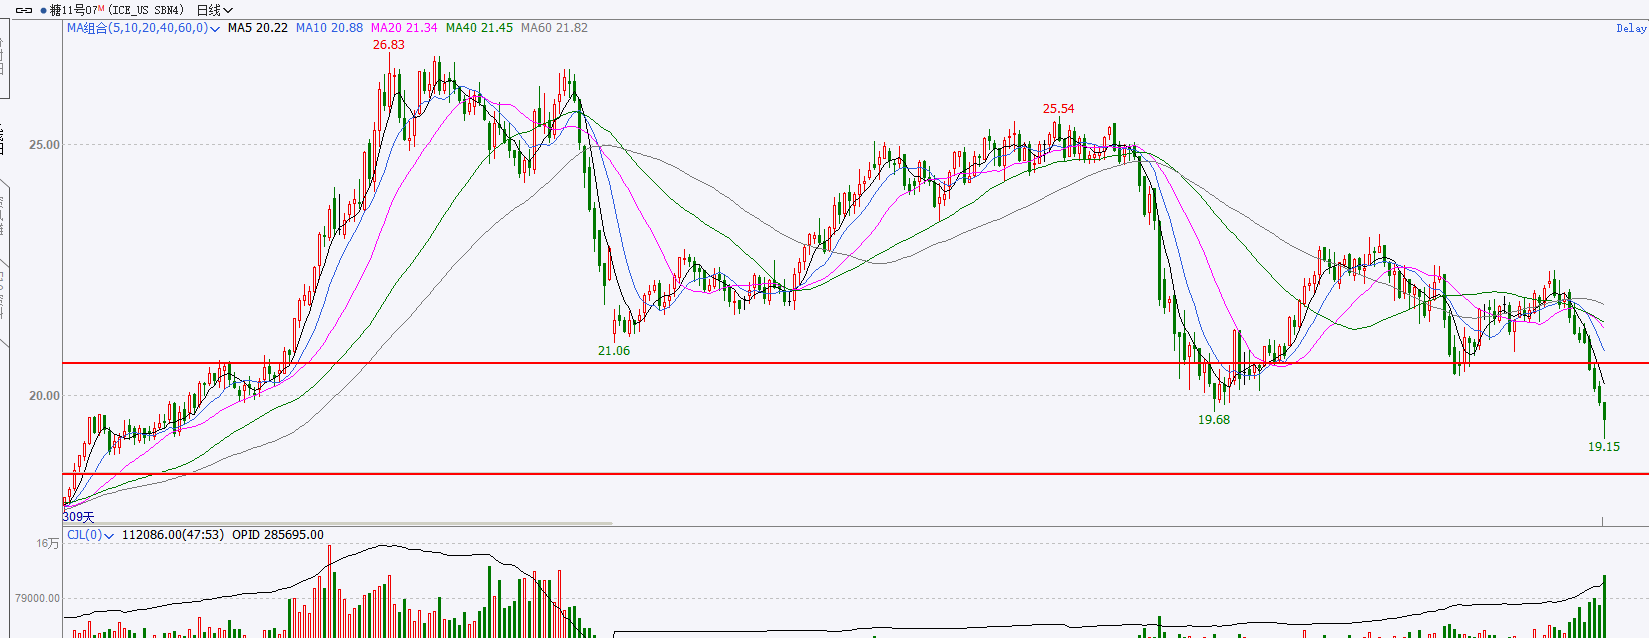 糖11号07M (ICE_US SBN4) 日线
MA组合(5,10,20,40,60,0) MA5 20.22 MA10 20.88 MA20 21.34 MA40 21.45 MA60 21.82
Delay
26.83
25.54
25.00
21.06
20.00
19.68
19.15
309天
CJL(0) 112086.00(47:53) OPID 285695.00
16万
79000.00